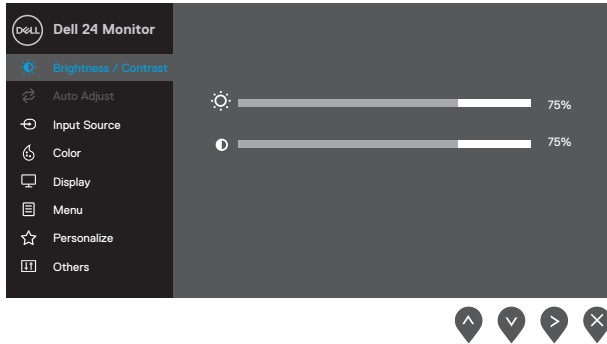 DELL
Dell 24 Monitor
Brightness / Contrast
Auto Adjust
75%
Input Source
Color
75%
Display
Menu
Personalize
Others